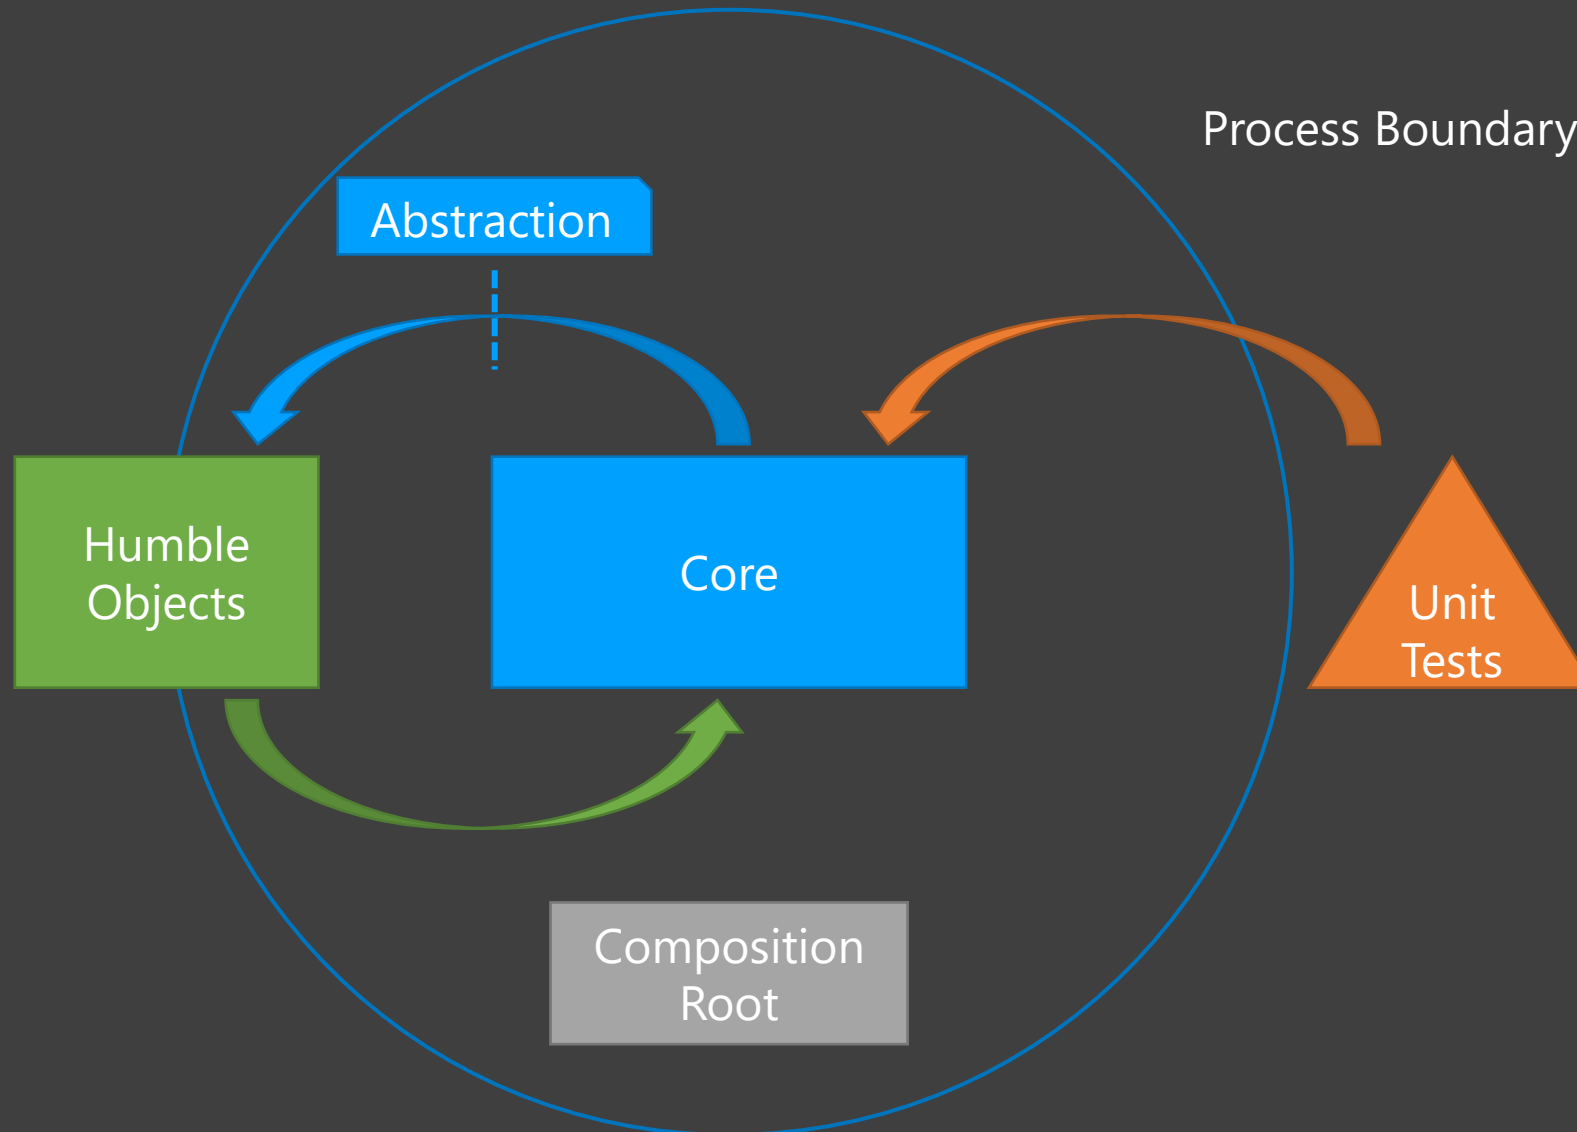 Process Boundary
Abstraction
Humble
Objects
Core
Unit
Tests
Composition
Root